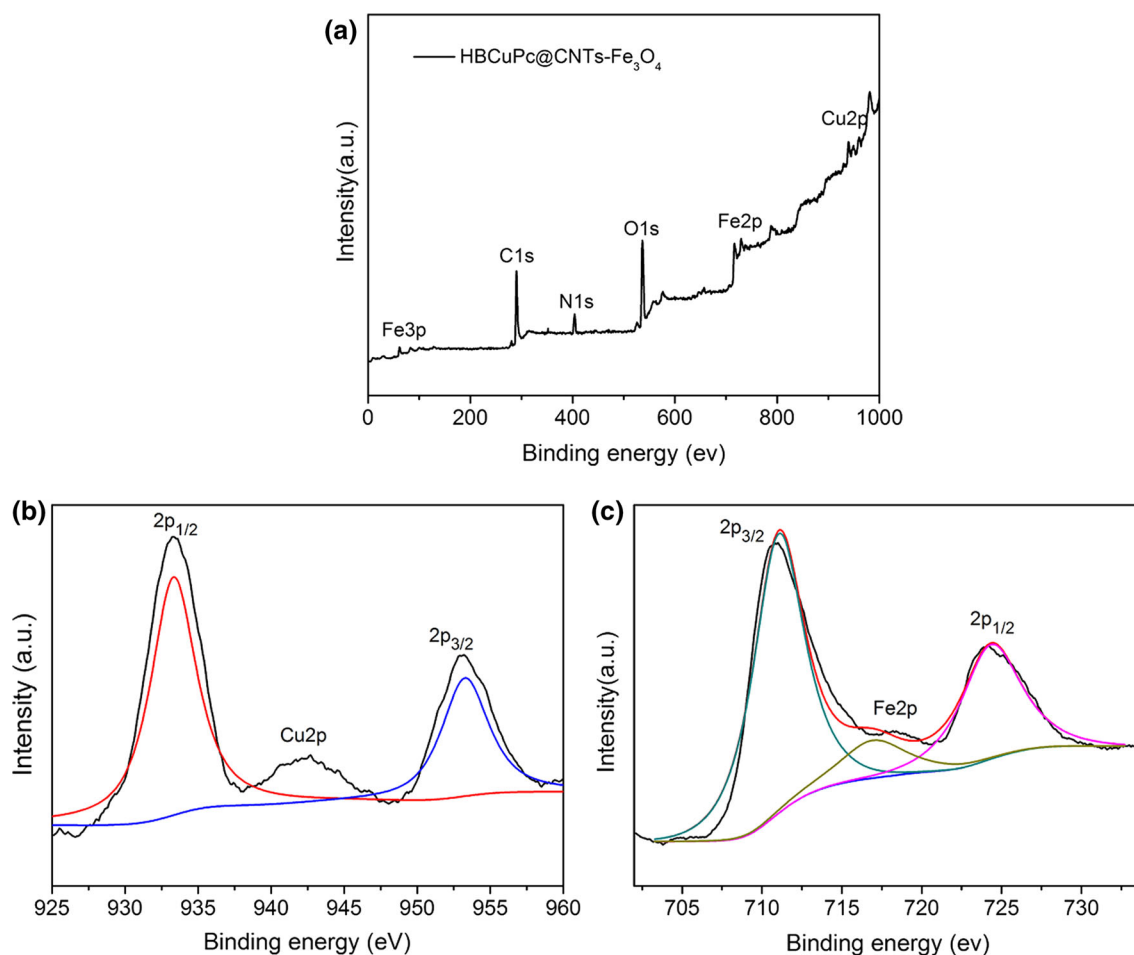 (a)
HBCuPc@CNTs-Fe₃O₄
Cu2p
Fe2p
O1s
C1s
N1s
Fe3p
Intensity(a.u.)
0 200 400 600 800 1000
Binding energy (ev)
(b)
2p₁/₂
2p₃/₂
Cu2p
Intensity (a.u.)
925 930 935 940 945 950 955 960
Binding energy (eV)
(c)
2p₃/₂
2p₁/₂
Fe2p
Intensity(a.u.)
705 710 715 720 725 730
Binding energy (ev)